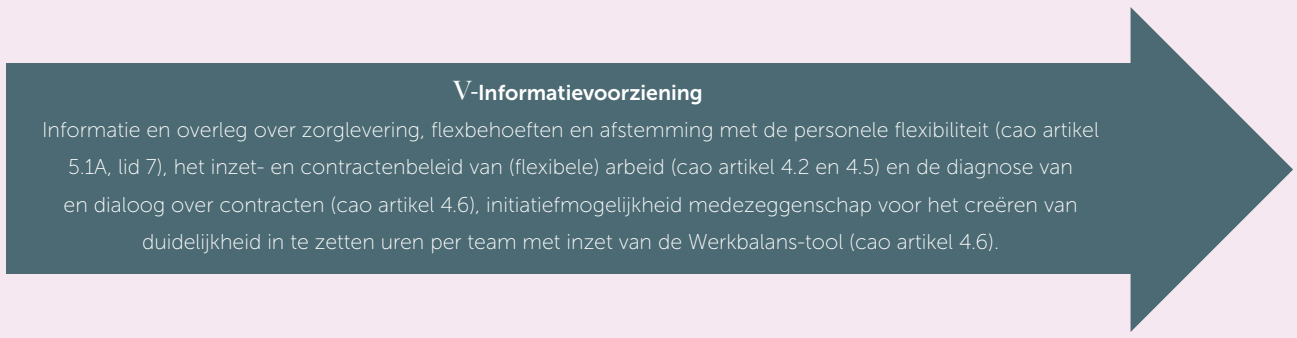 V-Informatievoorziening
Informatie en overleg over zorglevering, flexbehoeften en afstemming met de personele flexibiliteit (cao artikel
5.1A, lid 7), het inzet- en contractenbeleid van (flexibele) arbeid (cao artikel 4.2 en 4.5) en de diagnose van
en dialoog over contracten (cao artikel 4.6), initiatiefmogelijkheid medezeggenschap voor het creëren van
duidelijkheid in te zetten uren per team met inzet van de Werkbalans-tool (cao artikel 4.6).